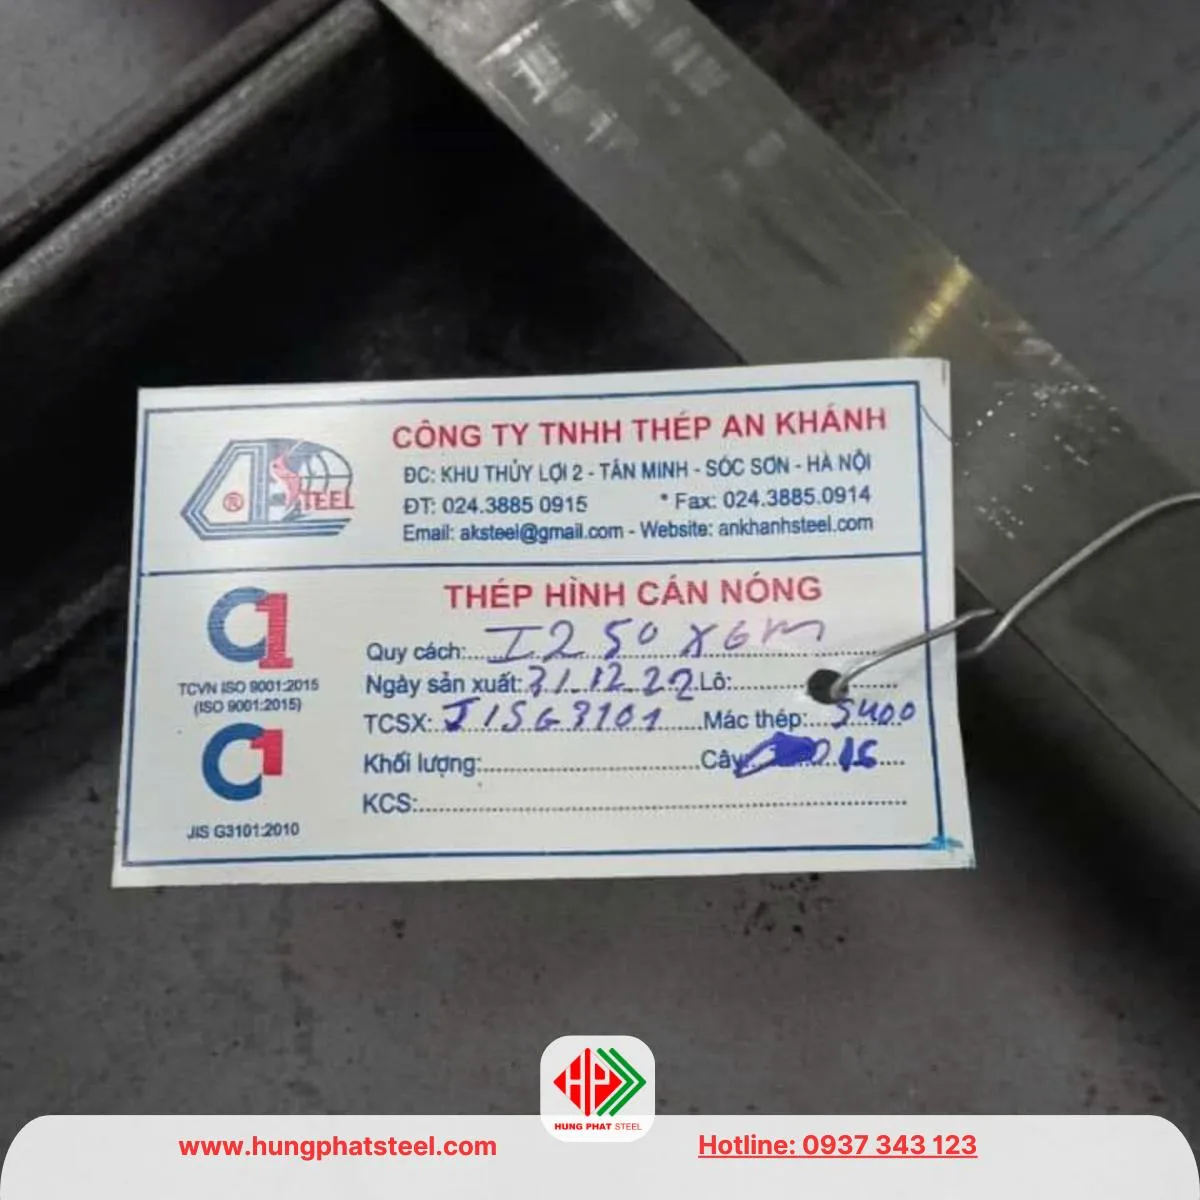 CÔNG TY TNHH THÉP AN KHÁNH
ĐC: KHU THỦY LỢI 2 - TÂN MINH - SÓC SƠN - HÀ NỘI
ĐT: 024.3885 0915 * Fax: 024.3885.0914
Email: aksteel@gmail.com - Website: ankhanhsteel.com
STEEL
®
THÉP HÌNH CÁN NÓNG
Quy cách: I250 x 6m
Ngày sản xuất: 31.12.22 Lô:
TCSX: JISG3101 Mác thép: S400
Khối lượng: Cây 16
KCS:
TCVN ISO 9001:2015
(ISO 9001:2015)
JIS G3101:2010
HUNG PHAT STEEL
www.hungphatsteel.com Hotline: 0937 343 123